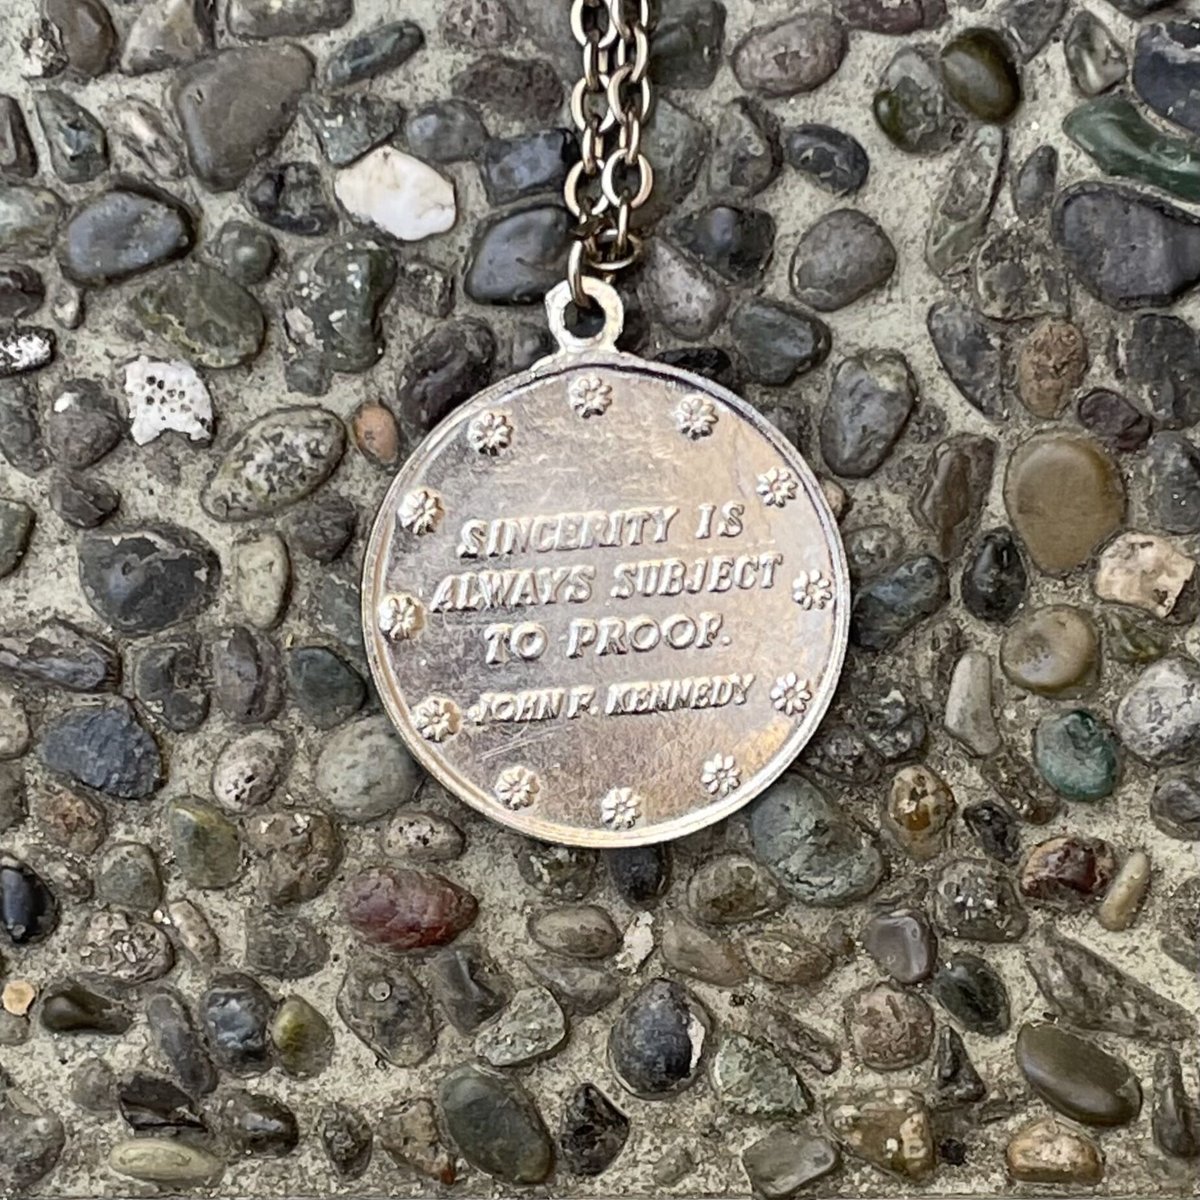 SINCERITY IS
ALWAYS SUBJECT
TO PROOF.
JOHN F. KENNEDY